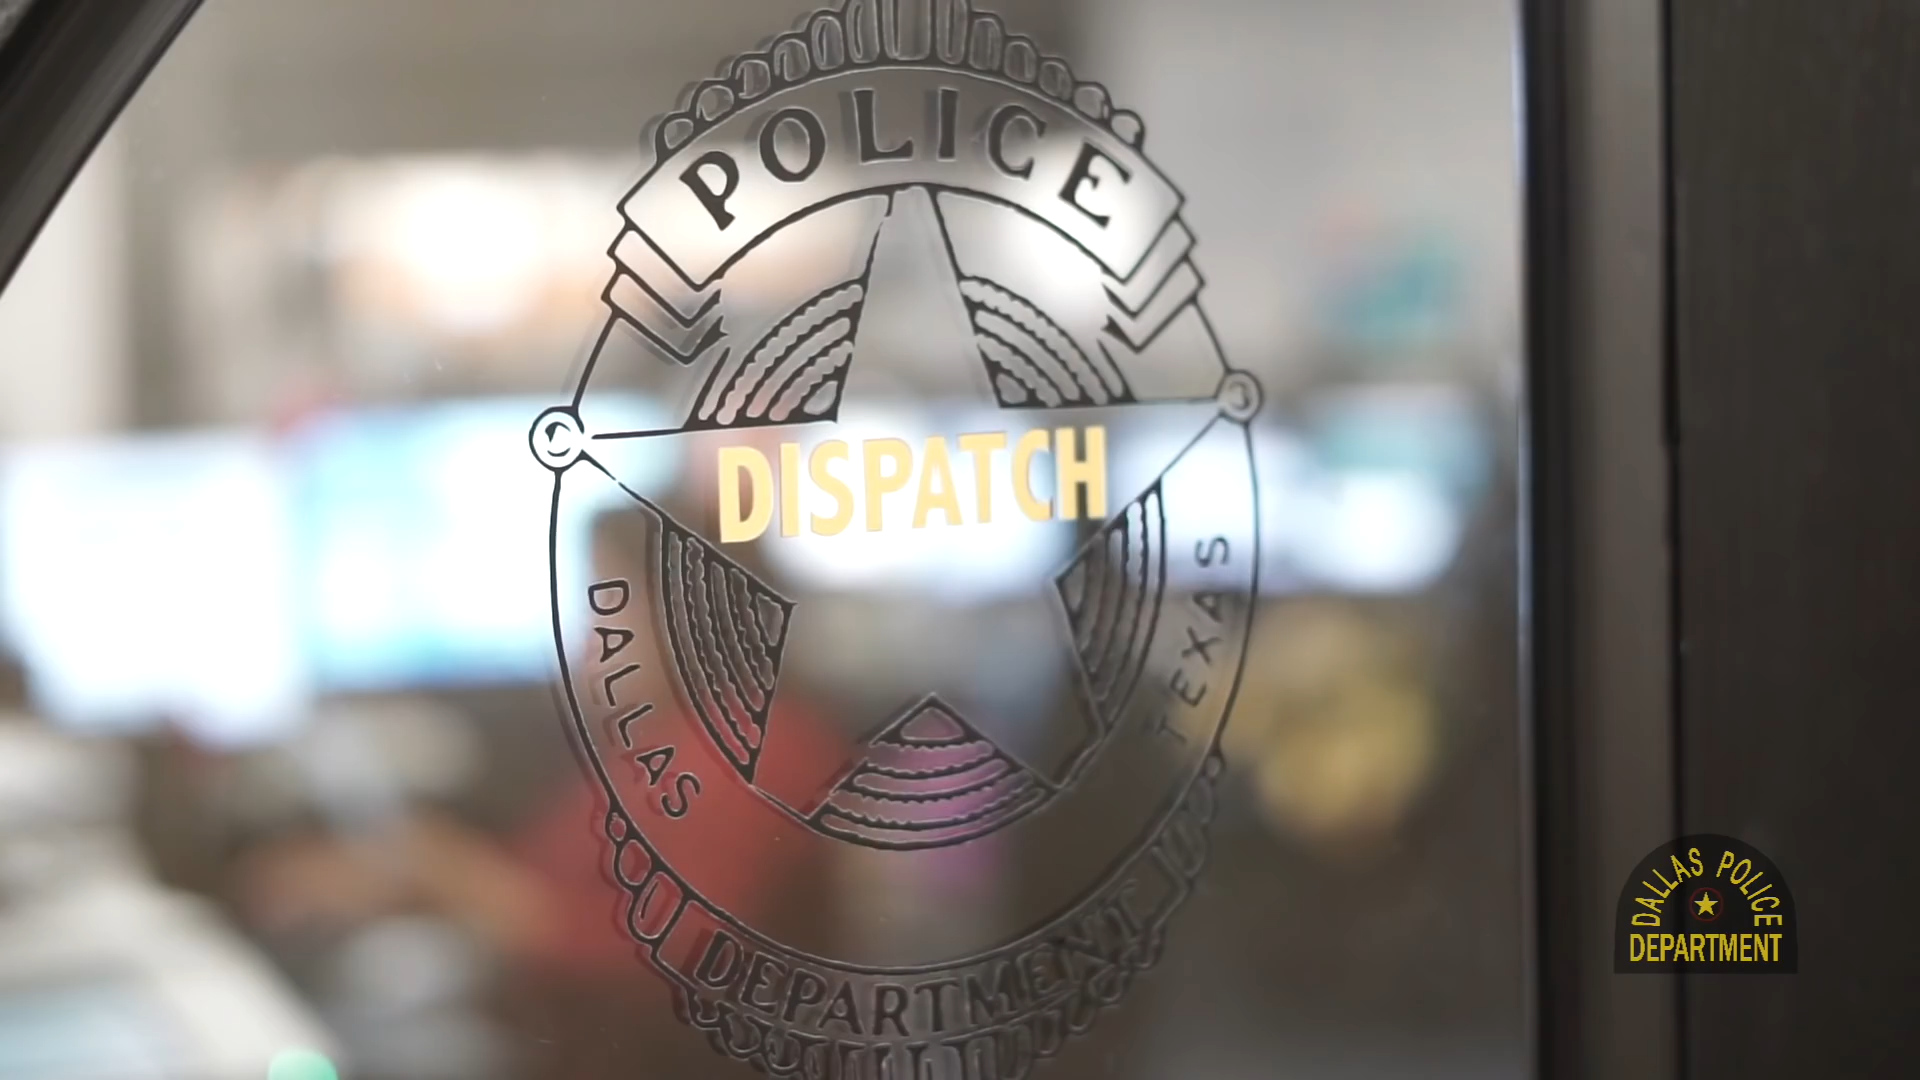 POLICE
DISPATCH
DALLAS
TEXAS
DEPARTMENT
DALLAS POLICE
DEPARTMENT